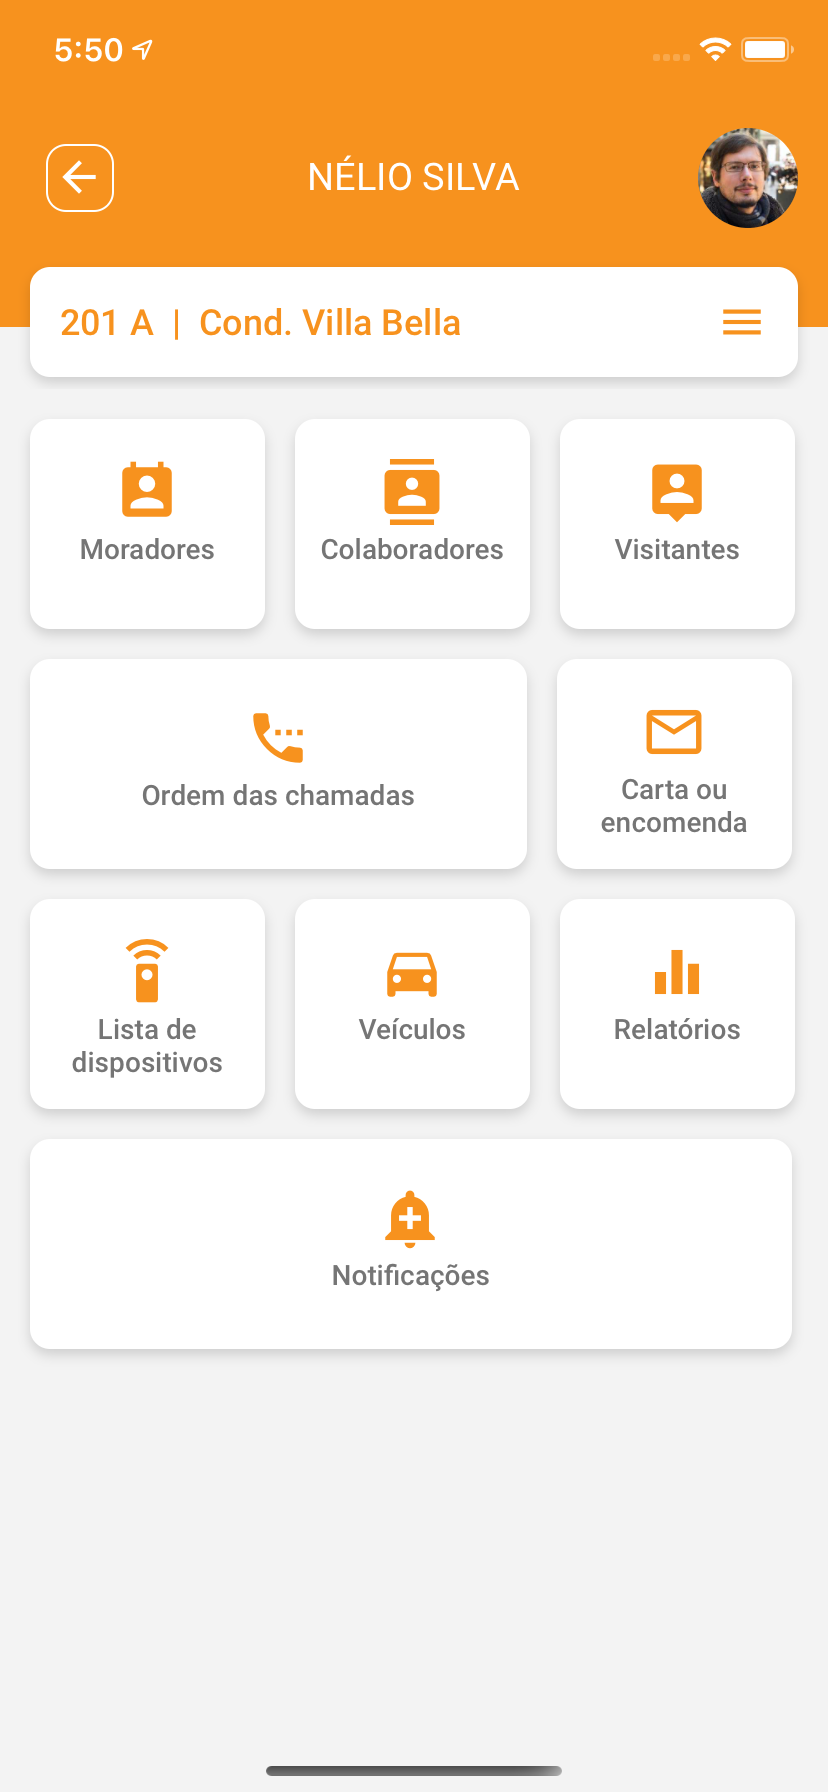 5:50
NÉLIO SILVA
201 A | Cond. Villa Bella
Moradores
Colaboradores
Visitantes
Ordem das chamadas
Carta ou
encomenda
Lista de
dispositivos
Veículos
Relatórios
Notificações